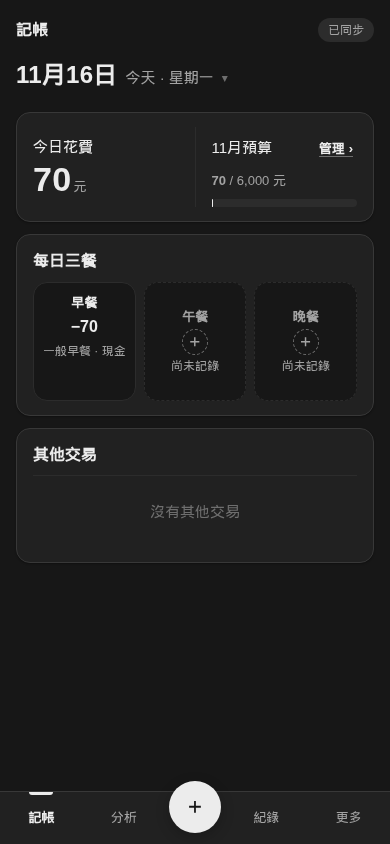 記帳
已同步
11月16日 今天 · 星期一 ▾
今日花費
70 元
11月預算
管理 ›
70 / 6,000 元
每日三餐
早餐
−70
一般早餐 · 現金
午餐
+
尚未記錄
晚餐
+
尚未記錄
其他交易
沒有其他交易
記帳
分析
+
紀錄
更多